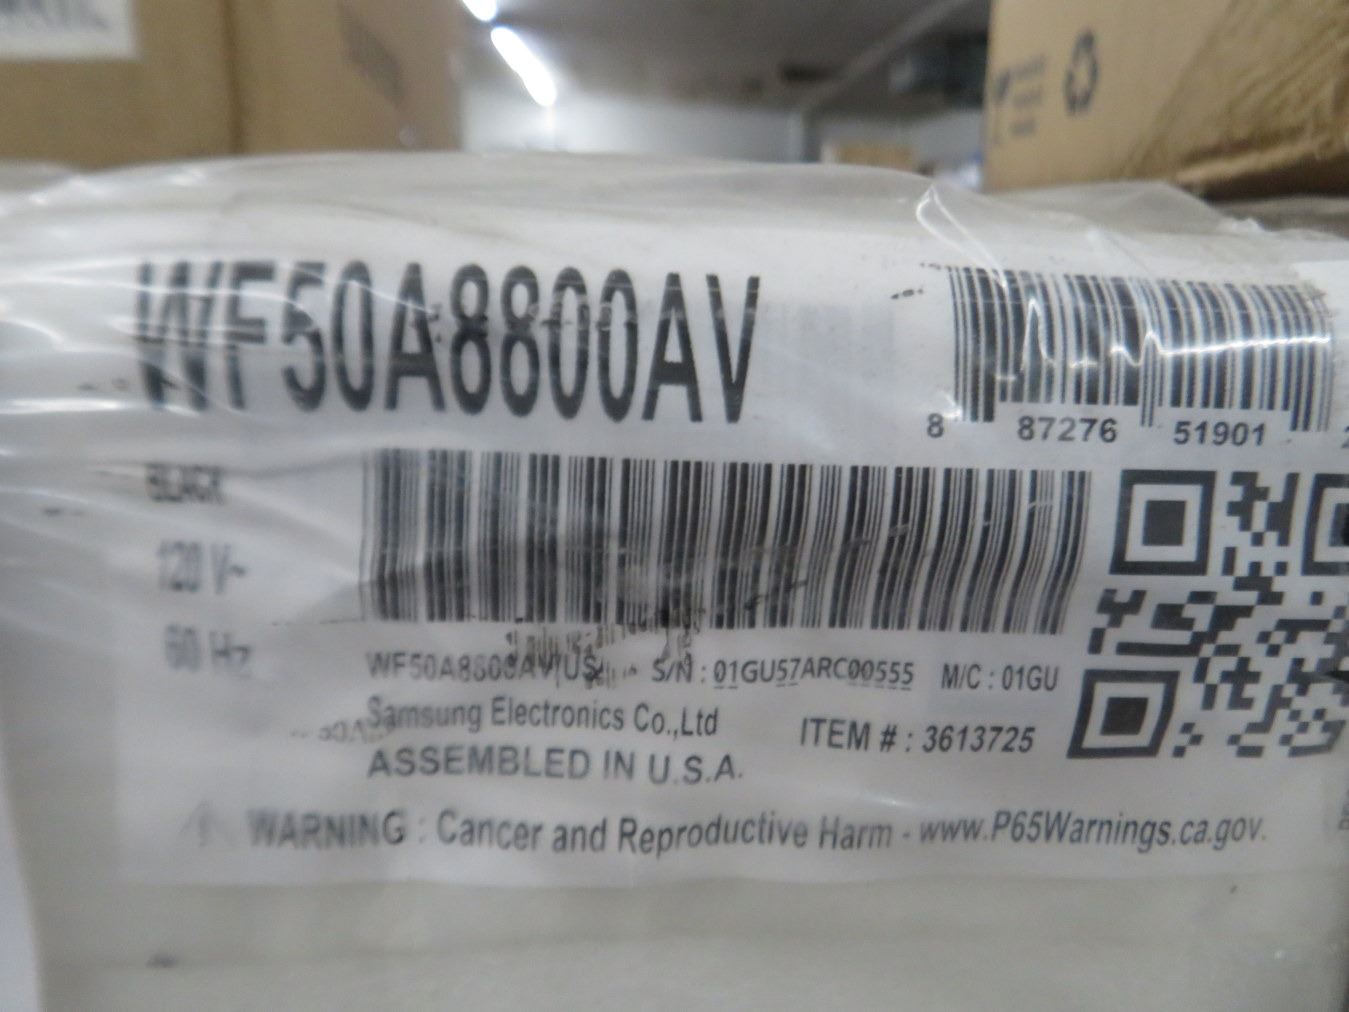 WF50A8800AV
8 87276 51901
BLACK
120 V~
60 Hz
WF50A8800AV/US S/N : 01GU57ARC00555 M/C : 01GU
Samsung Electronics Co.,Ltd ITEM # : 3613725
ASSEMBLED IN U.S.A.
WARNING : Cancer and Reproductive Harm - www.P65Warnings.ca.gov.